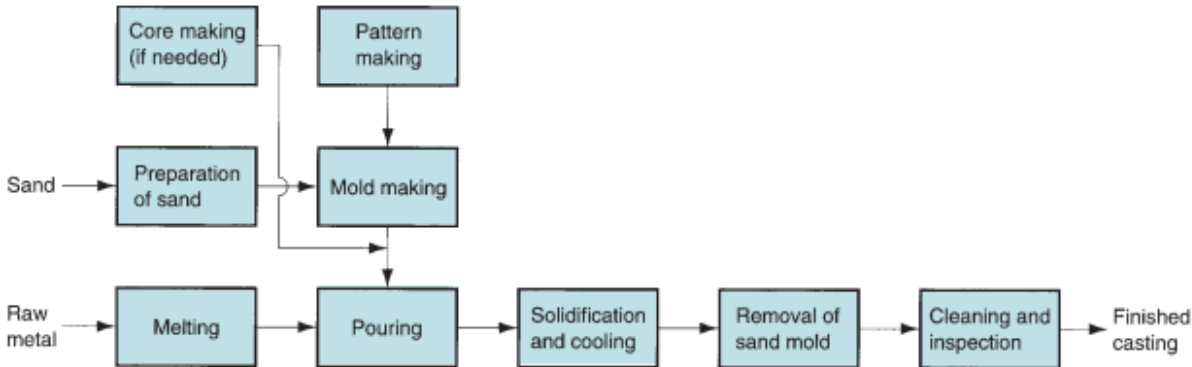 Core making
(if needed)
Pattern
making
Sand
Preparation
of sand
Mold making
Raw
metal
Melting
Pouring
Solidification
and cooling
Removal of
sand mold
Cleaning and
inspection
Finished
casting